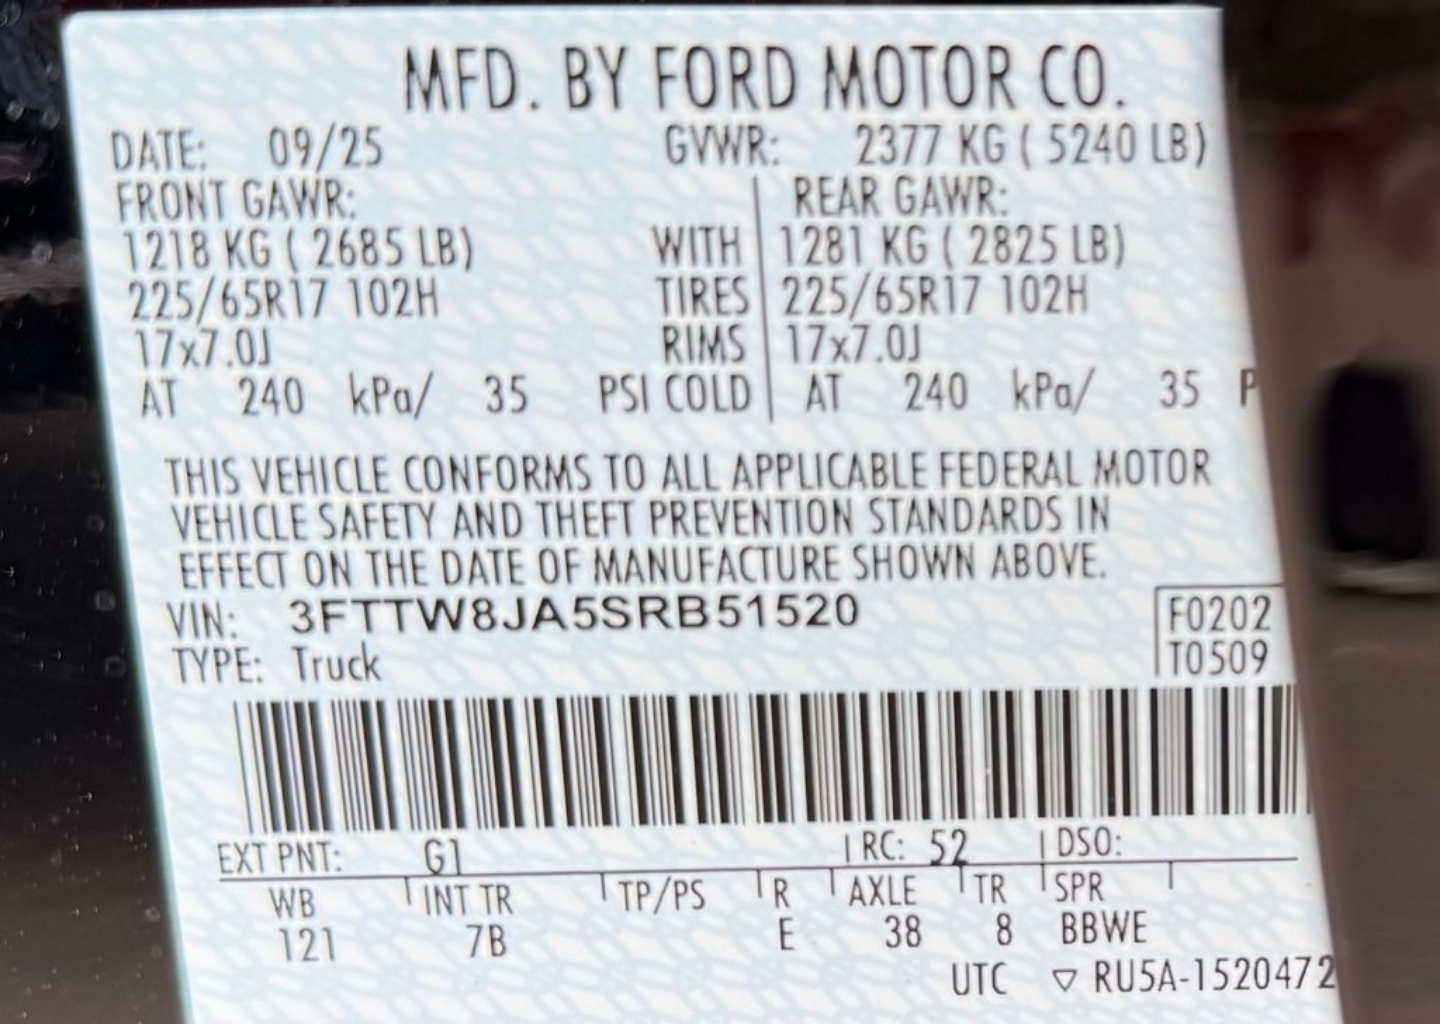 MFD. BY FORD MOTOR CO.
DATE: 09/25 GVWR: 2377 KG ( 5240 LB)
FRONT GAWR: REAR GAWR:
1218 KG ( 2685 LB) WITH 1281 KG ( 2825 LB)
225/65R17 102H TIRES 225/65R17 102H
17x7.0J RIMS 17x7.0J
AT 240 kPa/ 35 PSI COLD AT 240 kPa/ 35 P
THIS VEHICLE CONFORMS TO ALL APPLICABLE FEDERAL MOTOR
VEHICLE SAFETY AND THEFT PREVENTION STANDARDS IN
EFFECT ON THE DATE OF MANUFACTURE SHOWN ABOVE.
VIN: 3FTTW8JA5SRB51520 F0202
TYPE: Truck T0509
EXT PNT: G1 RC: 52 DSO:
WB INT TR TP/PS R AXLE TR SPR
121 7B E 38 8 BBWE
UTC ▽ RU5A-1520472